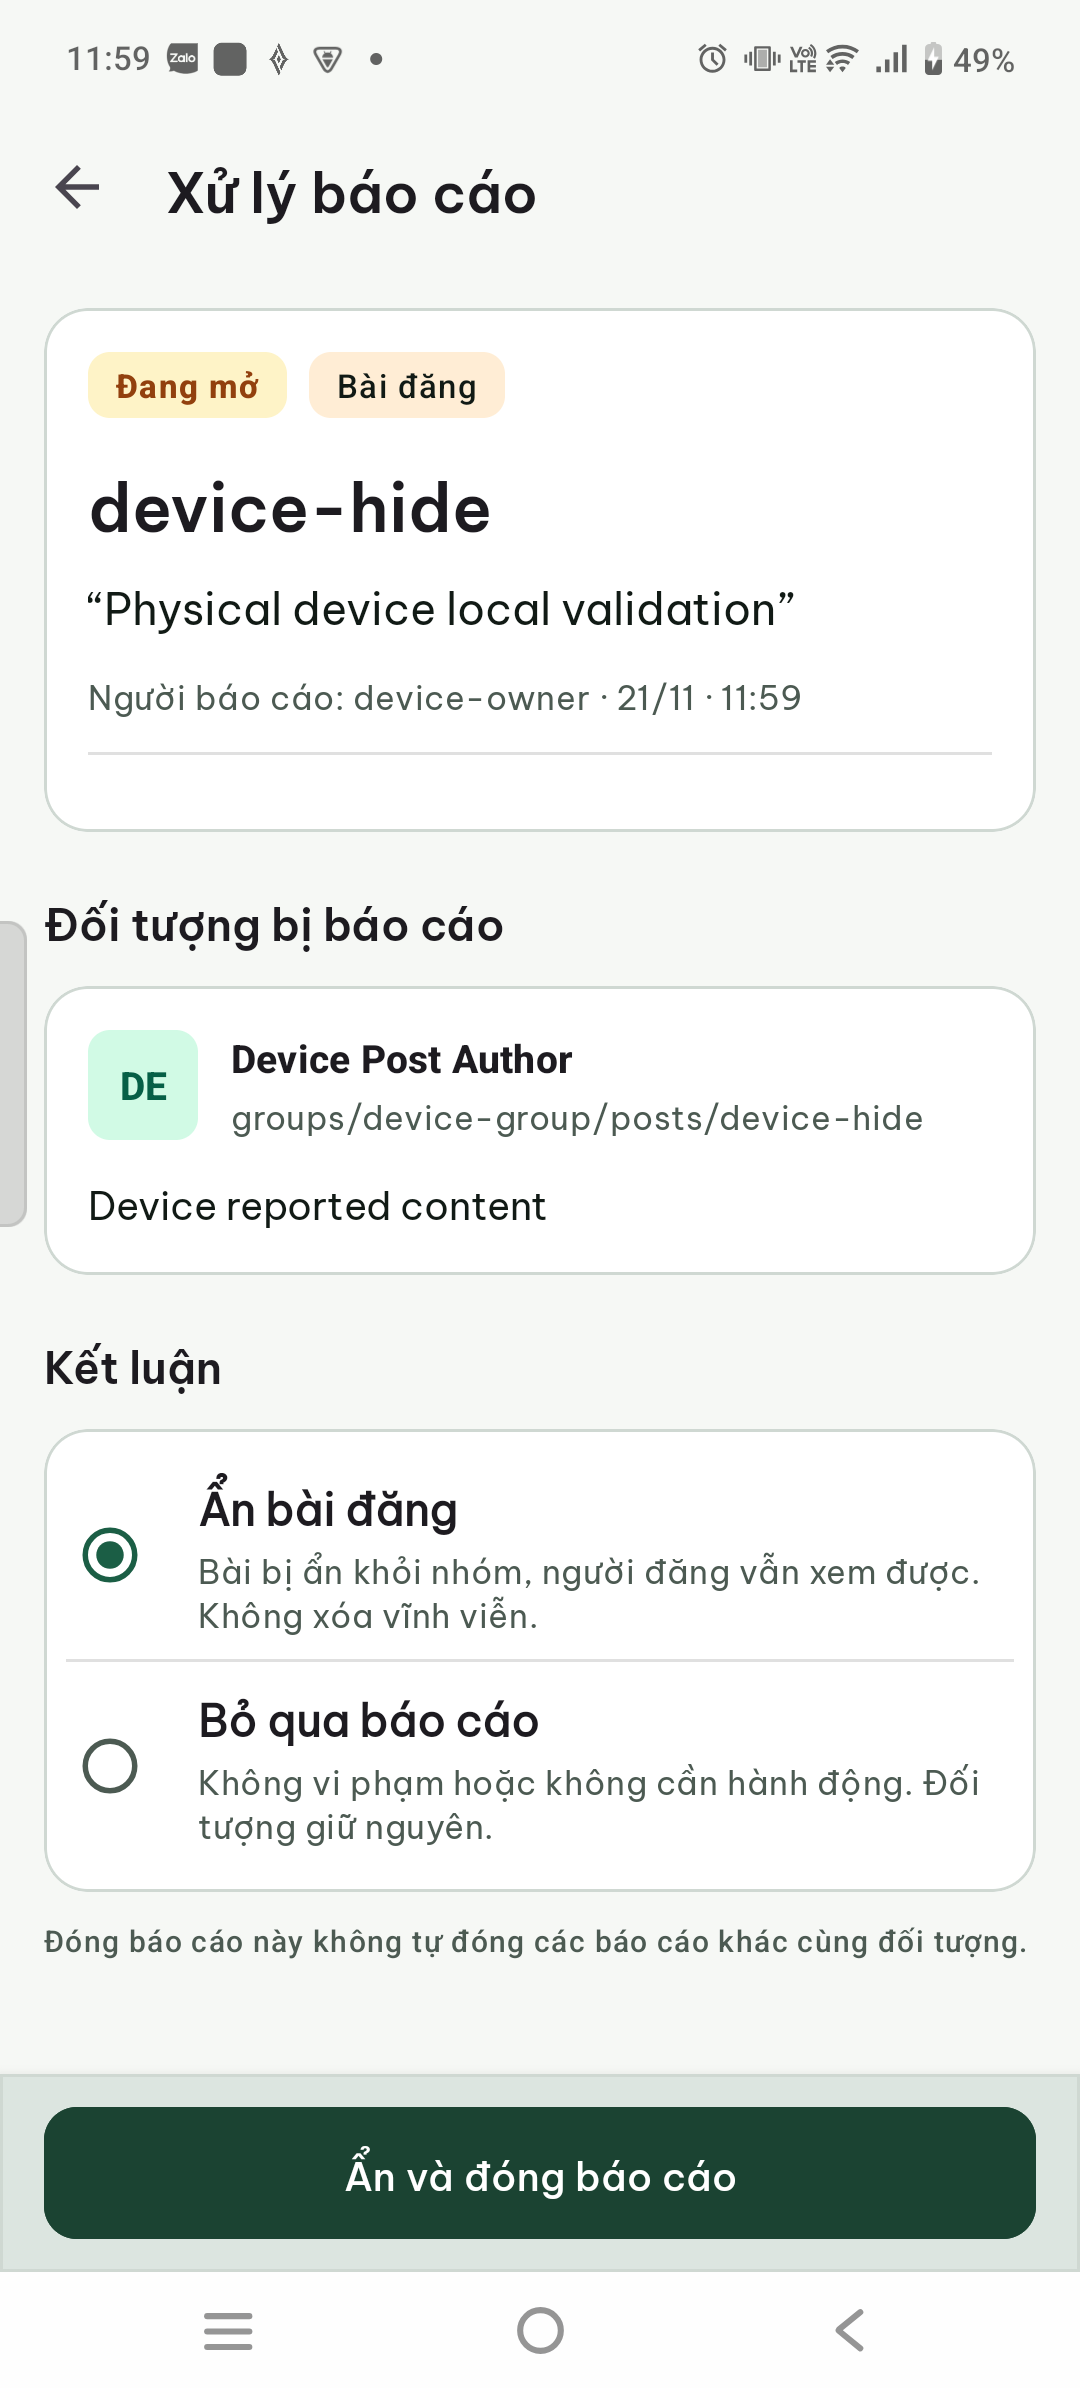 11:59 Zalo Vo) LTE 49%
Xử lý báo cáo
Đang mở Bài đăng
device-hide
“Physical device local validation”
Người báo cáo: device-owner · 21/11 · 11:59
Đối tượng bị báo cáo
DE Device Post Author
groups/device-group/posts/device-hide
Device reported content
Kết luận
Ẩn bài đăng
Bài bị ẩn khỏi nhóm, người đăng vẫn xem được.
Không xóa vĩnh viễn.
Bỏ qua báo cáo
Không vi phạm hoặc không cần hành động. Đối
tượng giữ nguyên.
Đóng báo cáo này không tự đóng các báo cáo khác cùng đối tượng.
Ẩn và đóng báo cáo